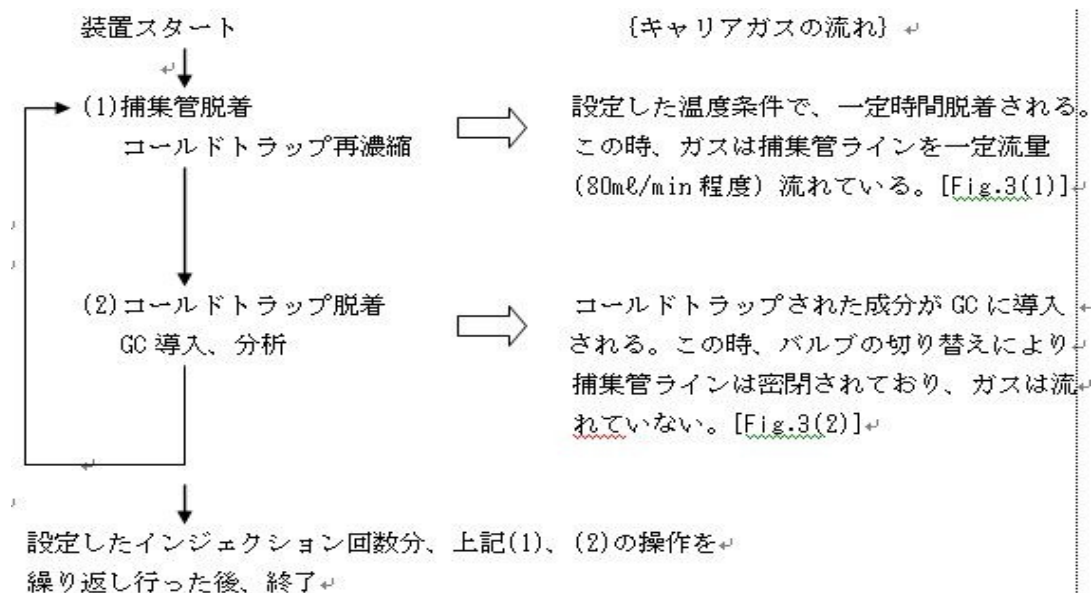 装置スタート
{キャリアガスの流れ}
(1)捕集管脱着
コールドトラップ再濃縮
設定した温度条件で、一定時間脱着される。
この時、ガスは捕集管ラインを一定流量
(80mℓ/min程度) 流れている。[Fig.3(1)]
(2)コールドトラップ脱着
GC導入、分析
コールドトラップされた成分がGCに導入
される。この時、バルブの切り替えにより
捕集管ラインは密閉されており、ガスは流
れていない。[Fig.3(2)]
設定したインジェクション回数分、上記(1)、(2)の操作を
繰り返し行った後、終了